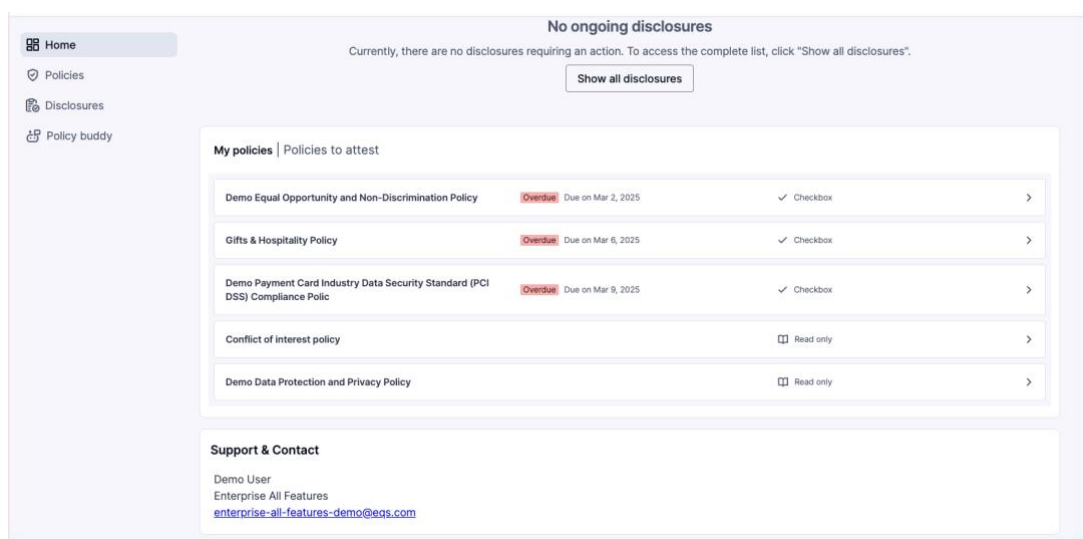 No ongoing disclosures
Currently, there are no disclosures requiring an action. To access the complete list, click "Show all disclosures".
Show all disclosures
Home
Policies
Disclosures
Policy buddy
My policies | Policies to attest
Demo Equal Opportunity and Non-Discrimination Policy Overdue Due on Mar 2, 2025 Checkbox
Gifts & Hospitality Policy Overdue Due on Mar 6, 2025 Checkbox
Demo Payment Card Industry Data Security Standard (PCI
DSS) Compliance Polic Overdue Due on Mar 9, 2025 Checkbox
Conflict of interest policy Read only
Demo Data Protection and Privacy Policy Read only
Support & Contact
Demo User
Enterprise All Features
enterprise-all-features-demo@eqs.com